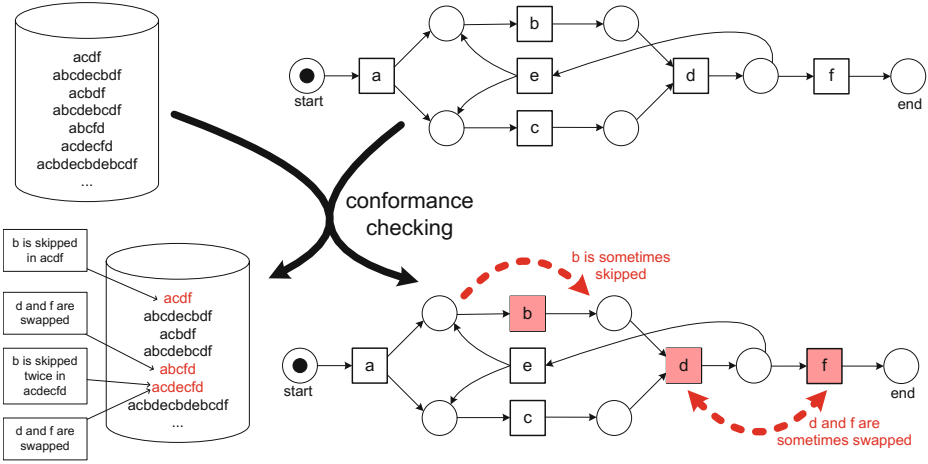 acdf
abcdecbdf
acbdf
abcdebcdf
abcfd
acdecfd
acbdecbdebcdf
...
b
a
e
d
f
start
end
c
conformance
checking
b is skipped
in acdf
d and f are
swapped
b is skipped
twice in
acdecfd
d and f are
swapped
acdf
abcdecbdf
acbdf
abcdebcdf
abcfd
acdecfd
acbdecbdebcdf
...
b is sometimes
skipped
b
a
e
d
f
start
end
c
d and f are
sometimes swapped